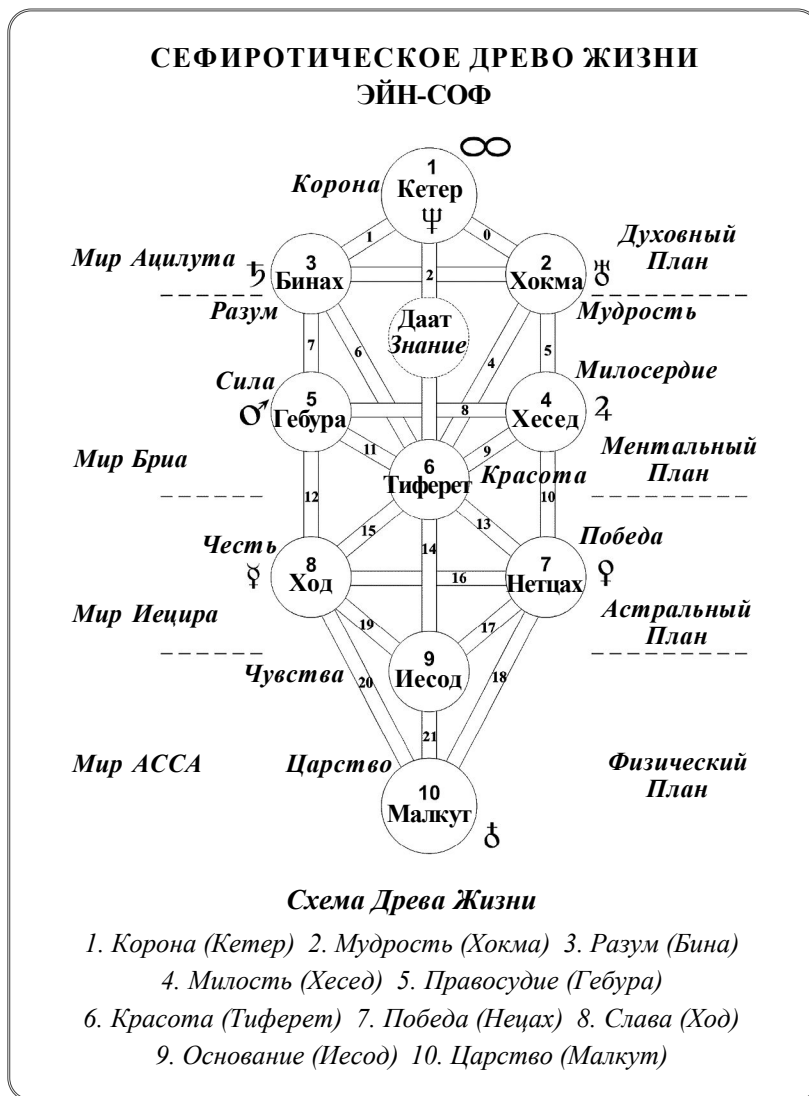 СЕФИРОТИЧЕСКОЕ ДРЕВО ЖИЗНИ
ЭЙН-СОФ
1
Корона
Кетер
1
0
Духовный
План
Мир Ацилута
3
Бинах
2
2
Хокма
Разум
Мудрость
Даат
Знание
7
6
4
5
Сила
Милосердие
5
Гебура
8
4
Хесед
Мир Бриа
11
9
Ментальный
План
6
Тиферет
Красота
12
10
15
13
14
Честь
Победа
8
Ход
16
7
Нетцах
Мир Иецира
Астральный
План
19
17
Чувства
9
Иесод
20
18
21
Мир АССА
Царство
Физический
План
10
Малкут
Схема Древа Жизни
1. Корона (Кетер) 2. Мудрость (Хокма) 3. Разум (Бина)
4. Милость (Хесед) 5. Правосудие (Гебура)
6. Красота (Тиферет) 7. Победа (Нецах) 8. Слава (Ход)
9. Основание (Иесод) 10. Царство (Малкут)